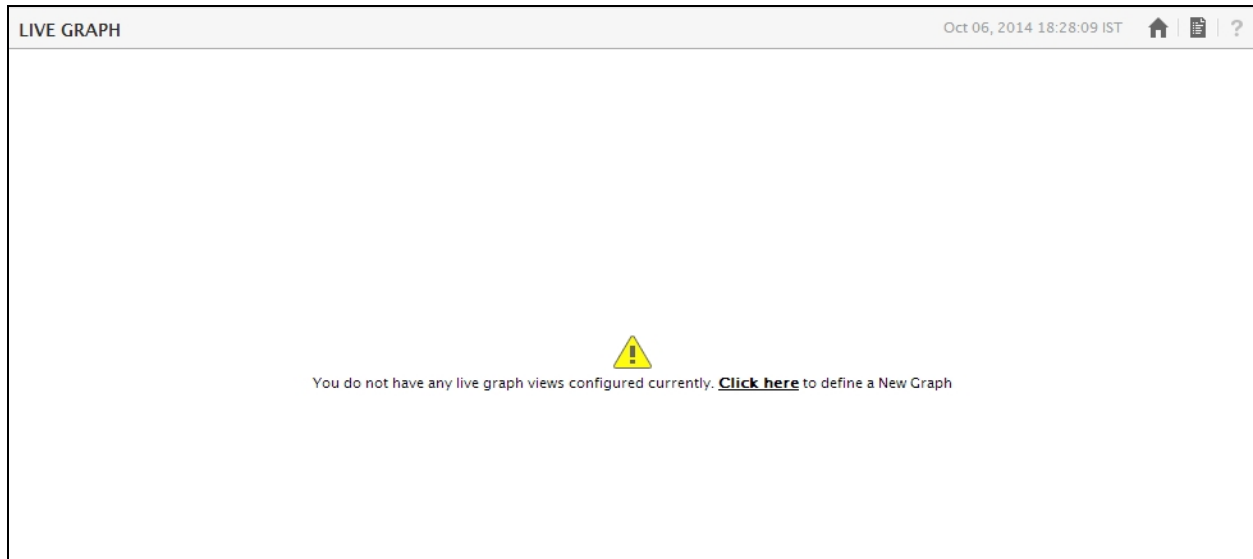 LIVE GRAPH
Oct 06, 2014 18:28:09 IST
?
You do not have any live graph views configured currently. Click here to define a New Graph